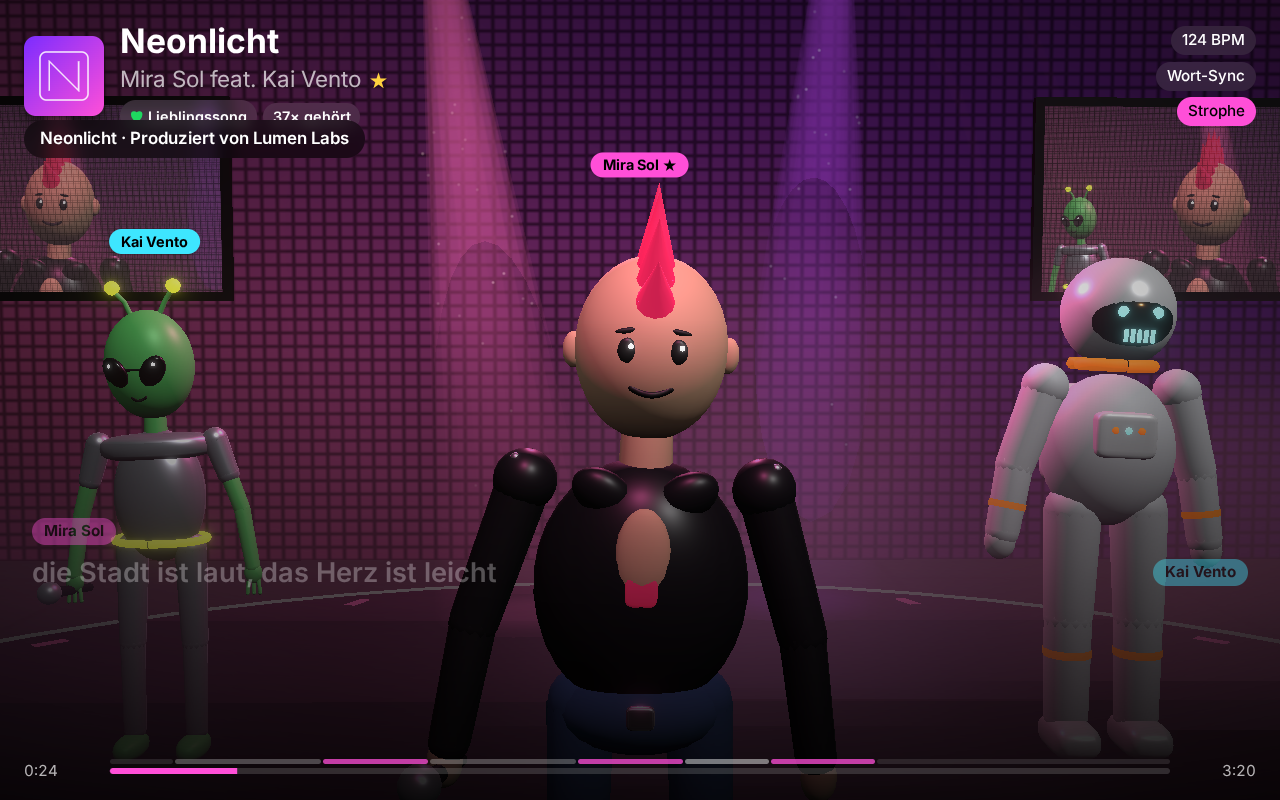 N
Neonlicht
Mira Sol feat. Kai Vento ★
Lieblingssong
37× gehört
Neonlicht · Produziert von Lumen Labs
124 BPM
Wort-Sync
Strophe
Mira Sol ★
Kai Vento
Mira Sol
die Stadt ist laut, das Herz ist leicht
Kai Vento
0:24
3:20